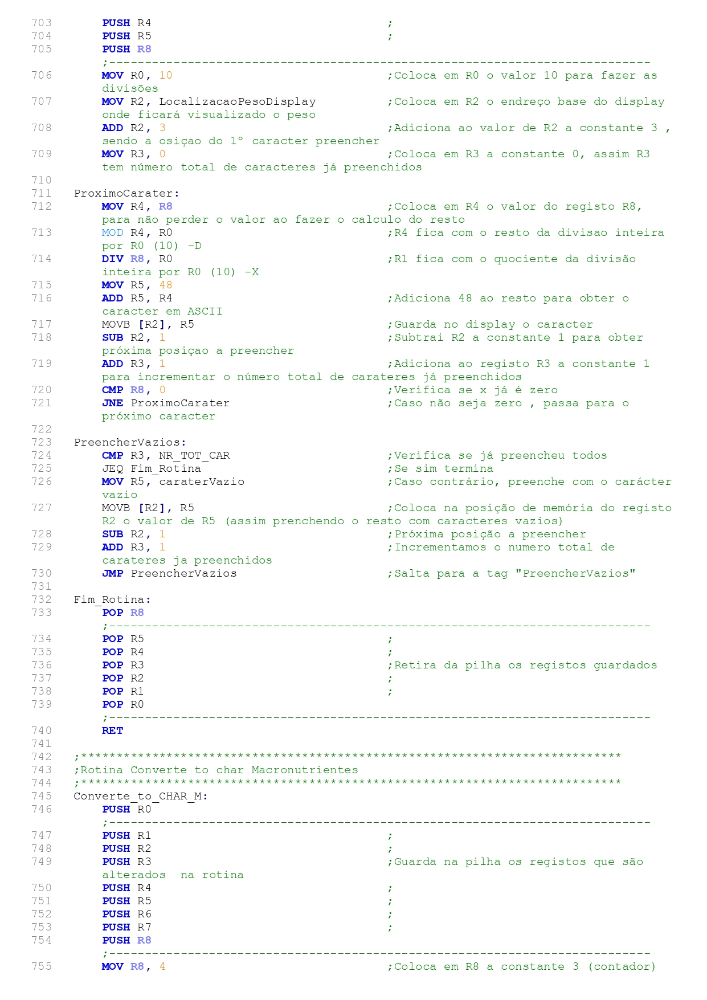 703 PUSH R4 ;
704 PUSH R5 ;
705 PUSH R8
;----------------------------------------------------------------------------
706 MOV R0, 10 ;Coloca em R0 o valor 10 para fazer as
divisões
707 MOV R2, LocalizacaoPesoDisplay ;Coloca em R2 o endreço base do display
onde ficará visualizado o peso
708 ADD R2, 3 ;Adiciona ao valor de R2 a constante 3 ,
sendo a osiçao do 1º caracter preencher
709 MOV R3, 0 ;Coloca em R3 a constante 0, assim R3
tem número total de caracteres já preenchidos
710
711 ProximoCarater:
712 MOV R4, R8 ;Coloca em R4 o valor do registo R8,
para não perder o valor ao fazer o calculo do resto
713 MOD R4, R0 ;R4 fica com o resto da divisao inteira
por R0 (10) -D
714 DIV R8, R0 ;R1 fica com o quociente da divisão
inteira por R0 (10) -X
715 MOV R5, 48
716 ADD R5, R4 ;Adiciona 48 ao resto para obter o
caracter em ASCII
717 MOVB [R2], R5 ;Guarda no display o caracter
718 SUB R2, 1 ;Subtrai R2 a constante 1 para obter
próxima posiçao a preencher
719 ADD R3, 1 ;Adiciona ao registo R3 a constante 1
para incrementar o número total de carateres já preenchidos
720 CMP R8, 0 ;Verifica se x já é zero
721 JNE ProximoCarater ;Caso não seja zero , passa para o
próximo caracter
722
723 PreencherVazios:
724 CMP R3, NR_TOT_CAR ;Verifica se já preencheu todos
725 JEQ Fim_Rotina ;Se sim termina
726 MOV R5, caraterVazio ;Caso contrário, preenche com o carácter
vazio
727 MOVB [R2], R5 ;Coloca na posição de memória do registo
R2 o valor de R5 (assim prenchendo o resto com caracteres vazios)
728 SUB R2, 1 ;Próxima posição a preencher
729 ADD R3, 1 ;Incrementamos o numero total de
carateres ja preenchidos
730 JMP PreencherVazios ;Salta para a tag "PreencherVazios"
731
732 Fim_Rotina:
733 POP R8
;----------------------------------------------------------------------------
734 POP R5 ;
735 POP R4 ;
736 POP R3 ;Retira da pilha os registos guardados
737 POP R2 ;
738 POP R1 ;
739 POP R0
;----------------------------------------------------------------------------
740 RET
741
742 ;****************************************************************************
743 ;Rotina Converte to char Macronutrientes
744 ;****************************************************************************
745 Converte_to_CHAR_M:
746 PUSH R0
;----------------------------------------------------------------------------
747 PUSH R1 ;
748 PUSH R2 ;
749 PUSH R3 ;Guarda na pilha os registos que são
alterados  na rotina
750 PUSH R4 ;
751 PUSH R5 ;
752 PUSH R6 ;
753 PUSH R7 ;
754 PUSH R8
;----------------------------------------------------------------------------
755 MOV R8, 4 ;Coloca em R8 a constante 3 (contador)